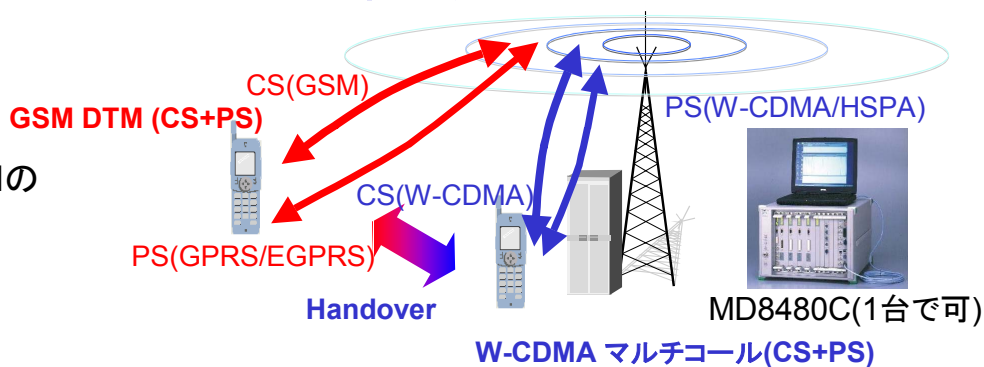 CS(GSM)
GSM DTM (CS+PS)
PS(W-CDMA/HSPA)
の
CS(W-CDMA)
PS(GPRS/EGPRS)
Handover
MD8480C(1台で可)
W-CDMA マルチコール(CS+PS)